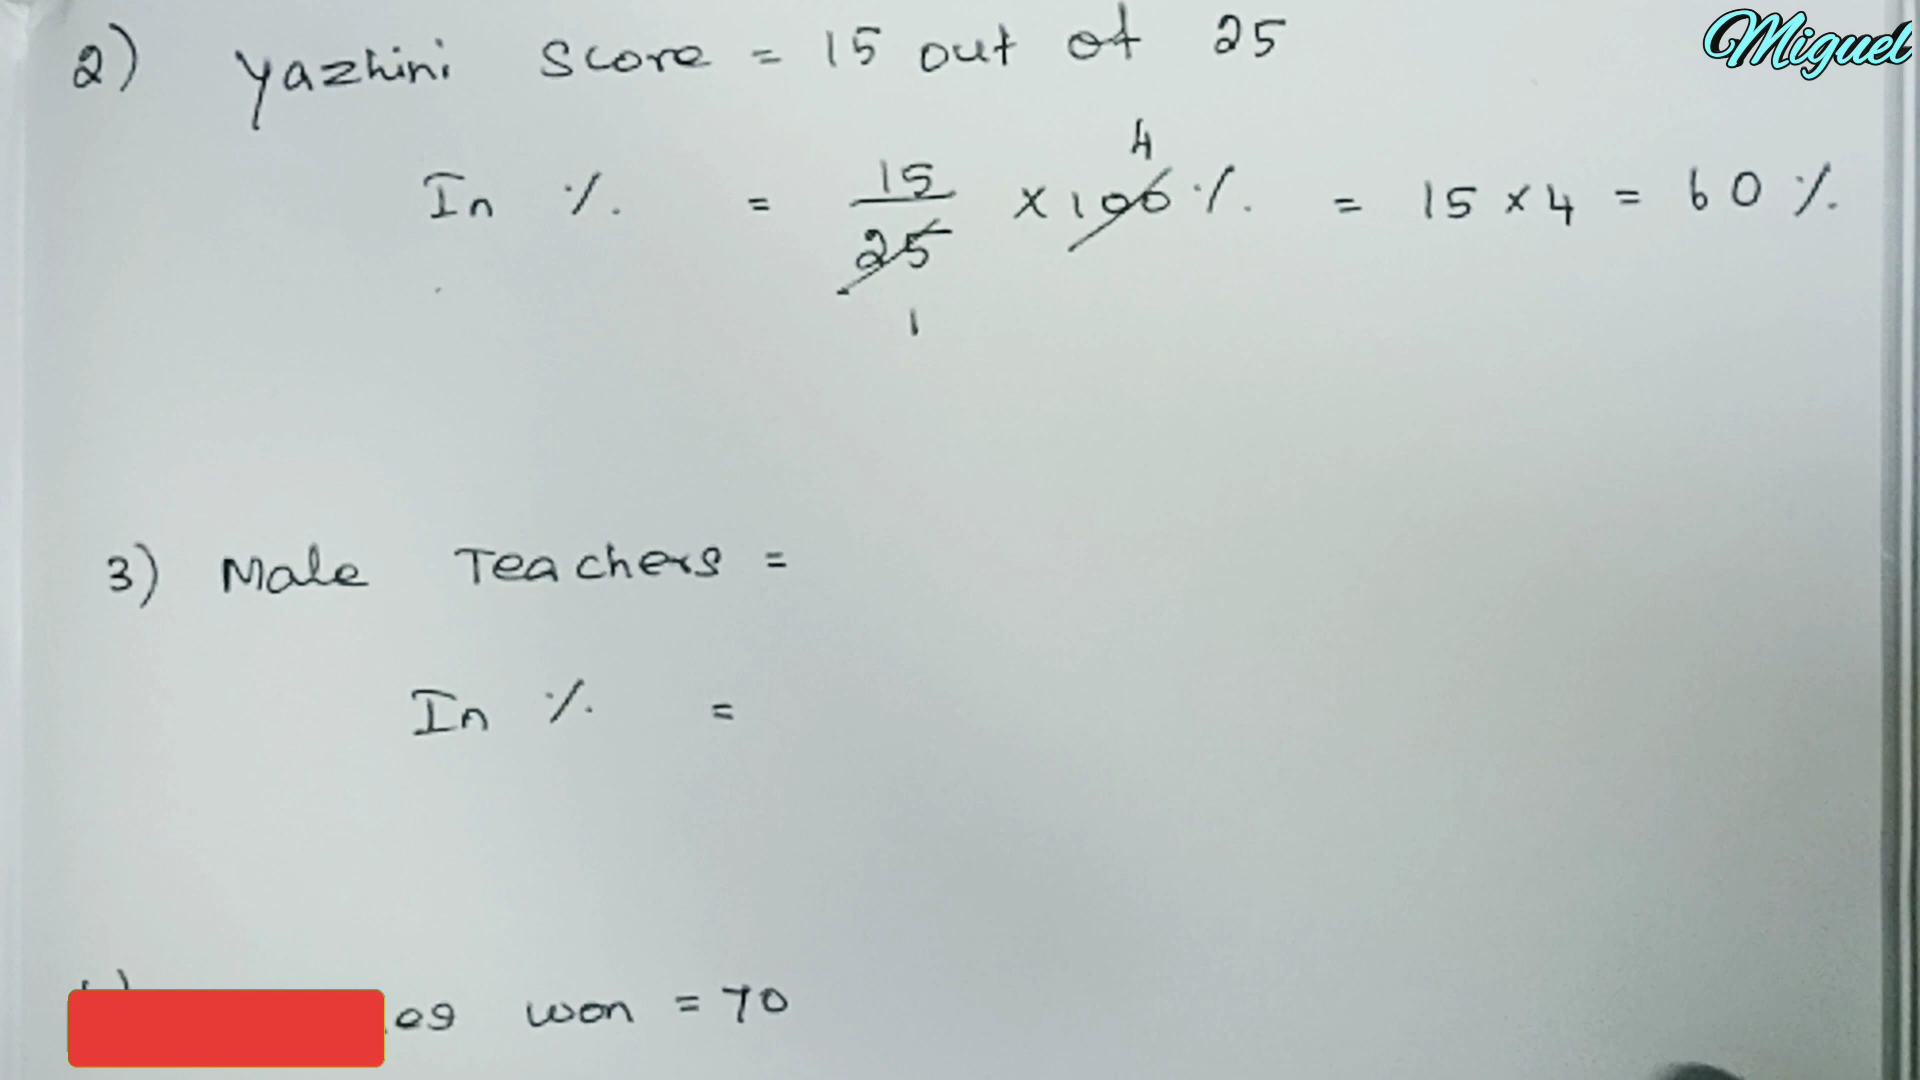 Miguel
2) Yazhini Score = 15 out of 25
In % = 15/25 × 100 % = 15 × 4 = 60 %
4
1
3) Male Teachers =
In % =
won = 70